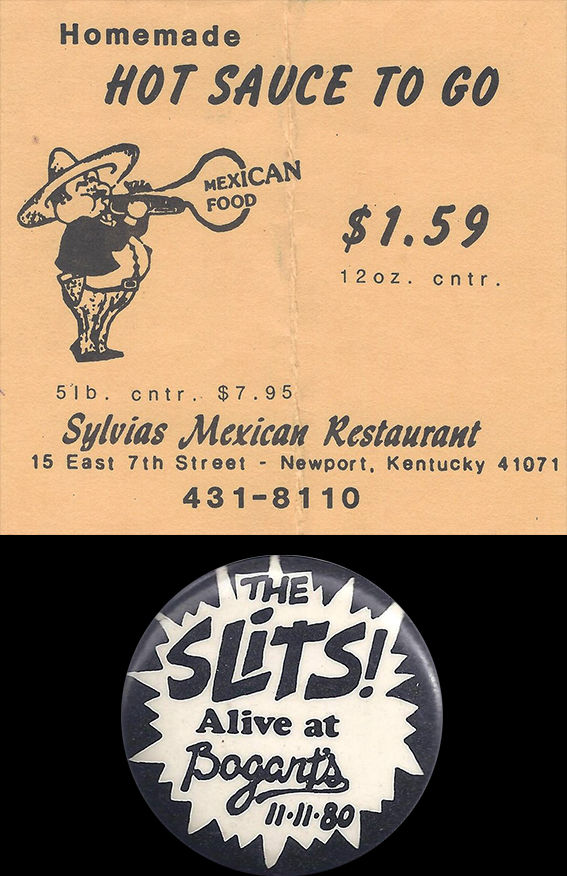 Homemade
HOT SAUCE TO GO
MEXICAN
FOOD
$1.59
12oz. cntr.
5lb. cntr. $7.95
Sylvias Mexican Restaurant
15 East 7th Street - Newport, Kentucky 41071
431-8110
THE
SLiTS!
Alive at
Bogart's
11·11·80